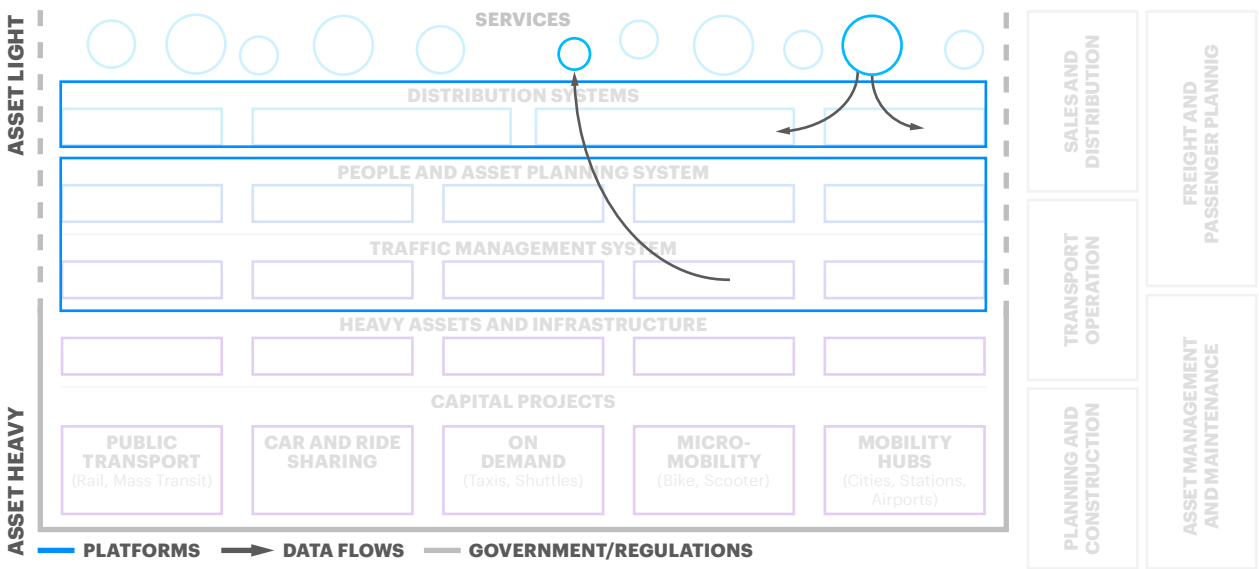 ASSET LIGHT
SERVICES
DISTRIBUTION SYSTEMS
PEOPLE AND ASSET PLANNING SYSTEM
TRAFFIC MANAGEMENT SYSTEM
HEAVY ASSETS AND INFRASTRUCTURE
CAPITAL PROJECTS
ASSET HEAVY
PUBLIC
TRANSPORT
(Rail, Mass Transit)
CAR AND RIDE
SHARING
ON
DEMAND
(Taxis, Shuttles)
MICRO-
MOBILITY
(Bike, Scooter)
MOBILITY
HUBS
(Cities, Stations,
Airports)
PLATFORMS
DATA FLOWS
GOVERNMENT/REGULATIONS
SALES AND
DISTRIBUTION
FREIGHT AND
PASSENGER PLANNIG
TRANSPORT
OPERATION
PLANNING AND
CONSTRUCTION
ASSET MANAGEMENT
AND MAINTENANCE